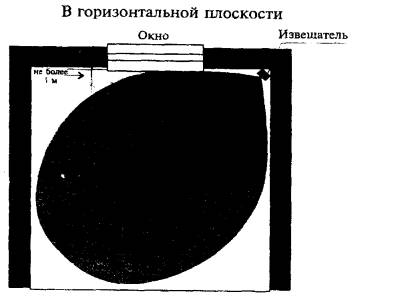 В горизонтальной плоскости
Окно
Извещатель
не более
1 м